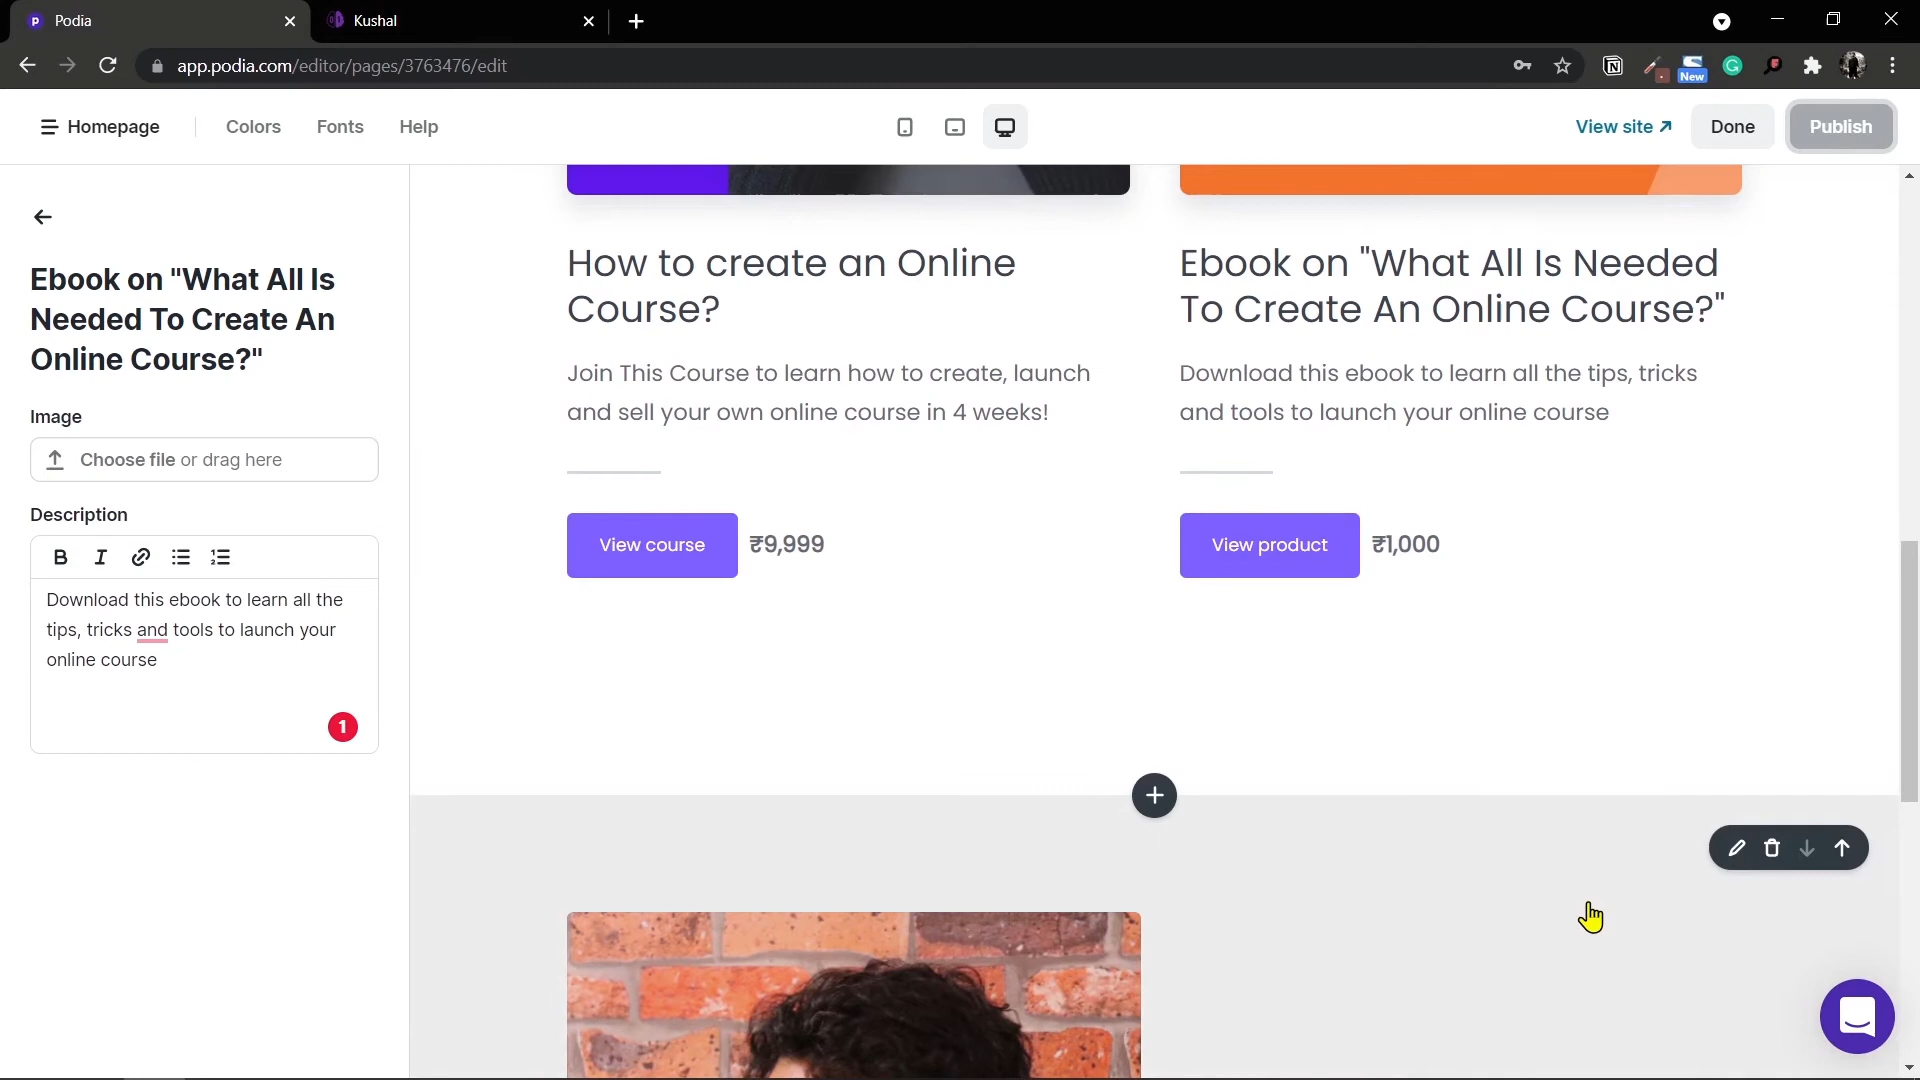 Podia
Kushal
app.podia.com/editor/pages/3763476/edit
New
Homepage
Colors
Fonts
Help
View site
Done
Publish
Ebook on "What All Is
Needed To Create An
Online Course?"
Image
Choose file or drag here
Description
B
I
Download this ebook to learn all the
tips, tricks and tools to launch your
online course
1
How to create an Online
Course?
Join This Course to learn how to create, launch
and sell your own online course in 4 weeks!
View course
₹9,999
Ebook on "What All Is Needed
To Create An Online Course?"
Download this ebook to learn all the tips, tricks
and tools to launch your online course
View product
₹1,000